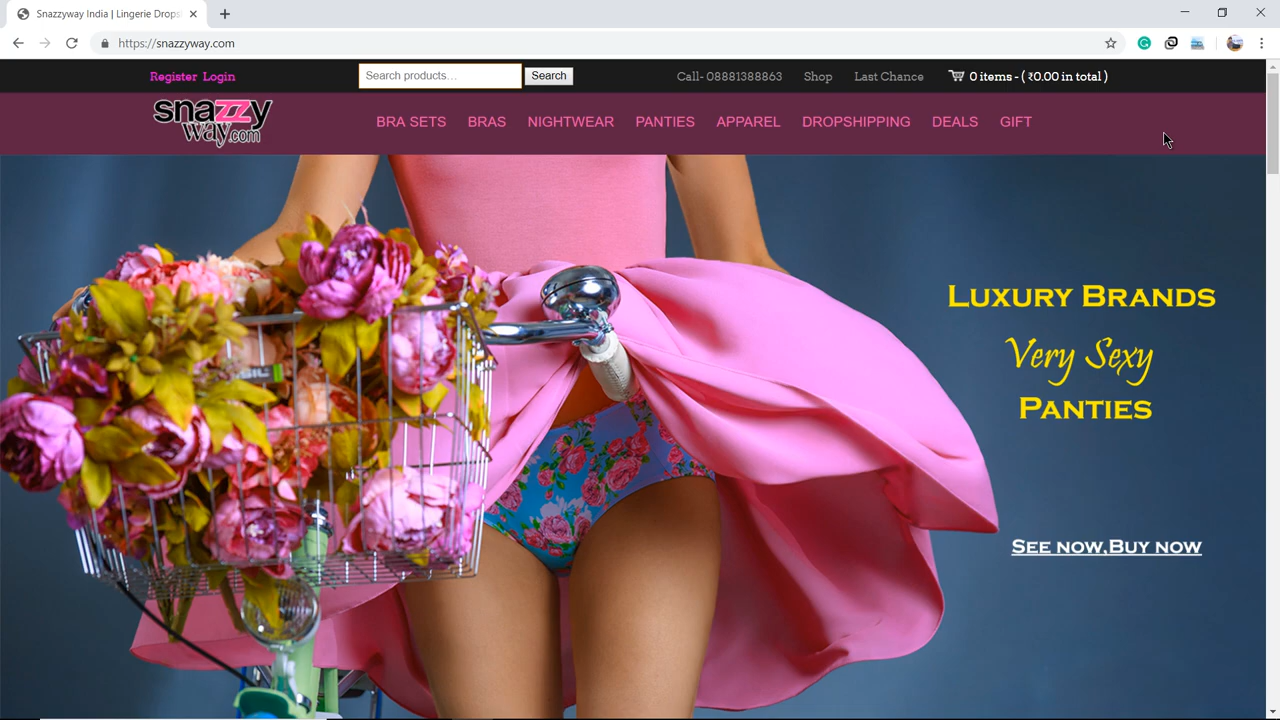 Snazzyway India | Lingerie Drops
https://snazzyway.com
Register Login
Search products...
Search
Call- 08881388863
Shop
Last Chance
0 items - ( ₹0.00 in total )
snazzy
way.com
BRA SETS
BRAS
NIGHTWEAR
PANTIES
APPAREL
DROPSHIPPING
DEALS
GIFT
Luxury Brands
Very Sexy
Panties
See now,Buy now